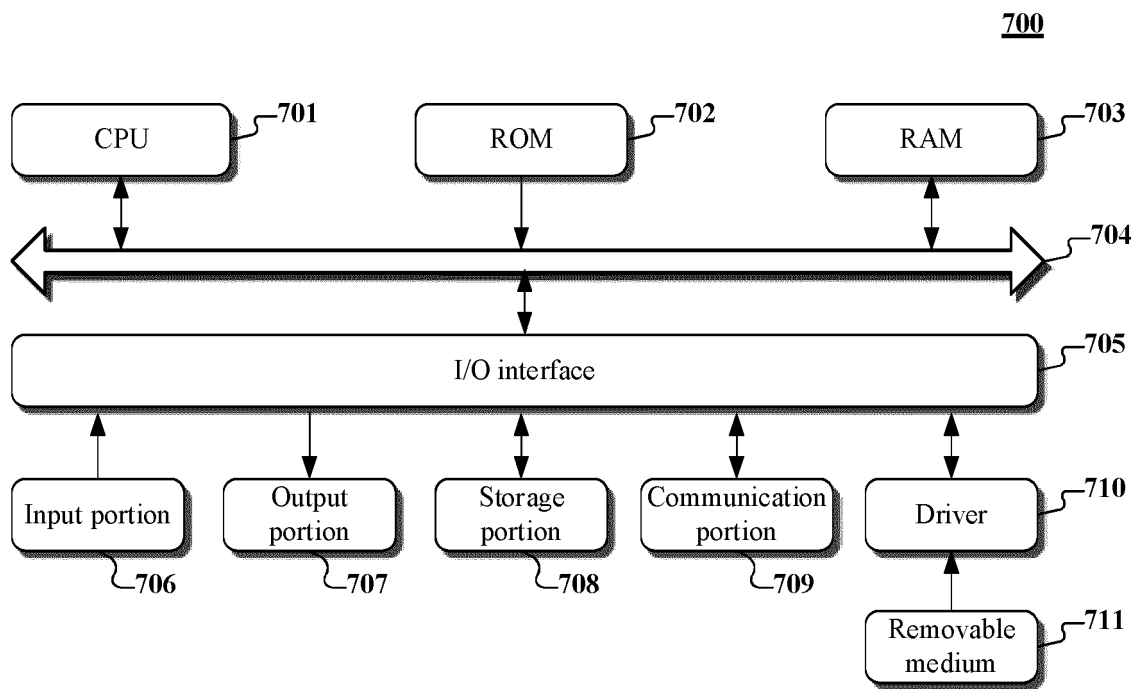 700
CPU
701
ROM
702
RAM
703
704
I/O interface
705
Input portion
706
Output
portion
707
Storage
portion
708
Communication
portion
709
Driver
710
Removable
medium
711